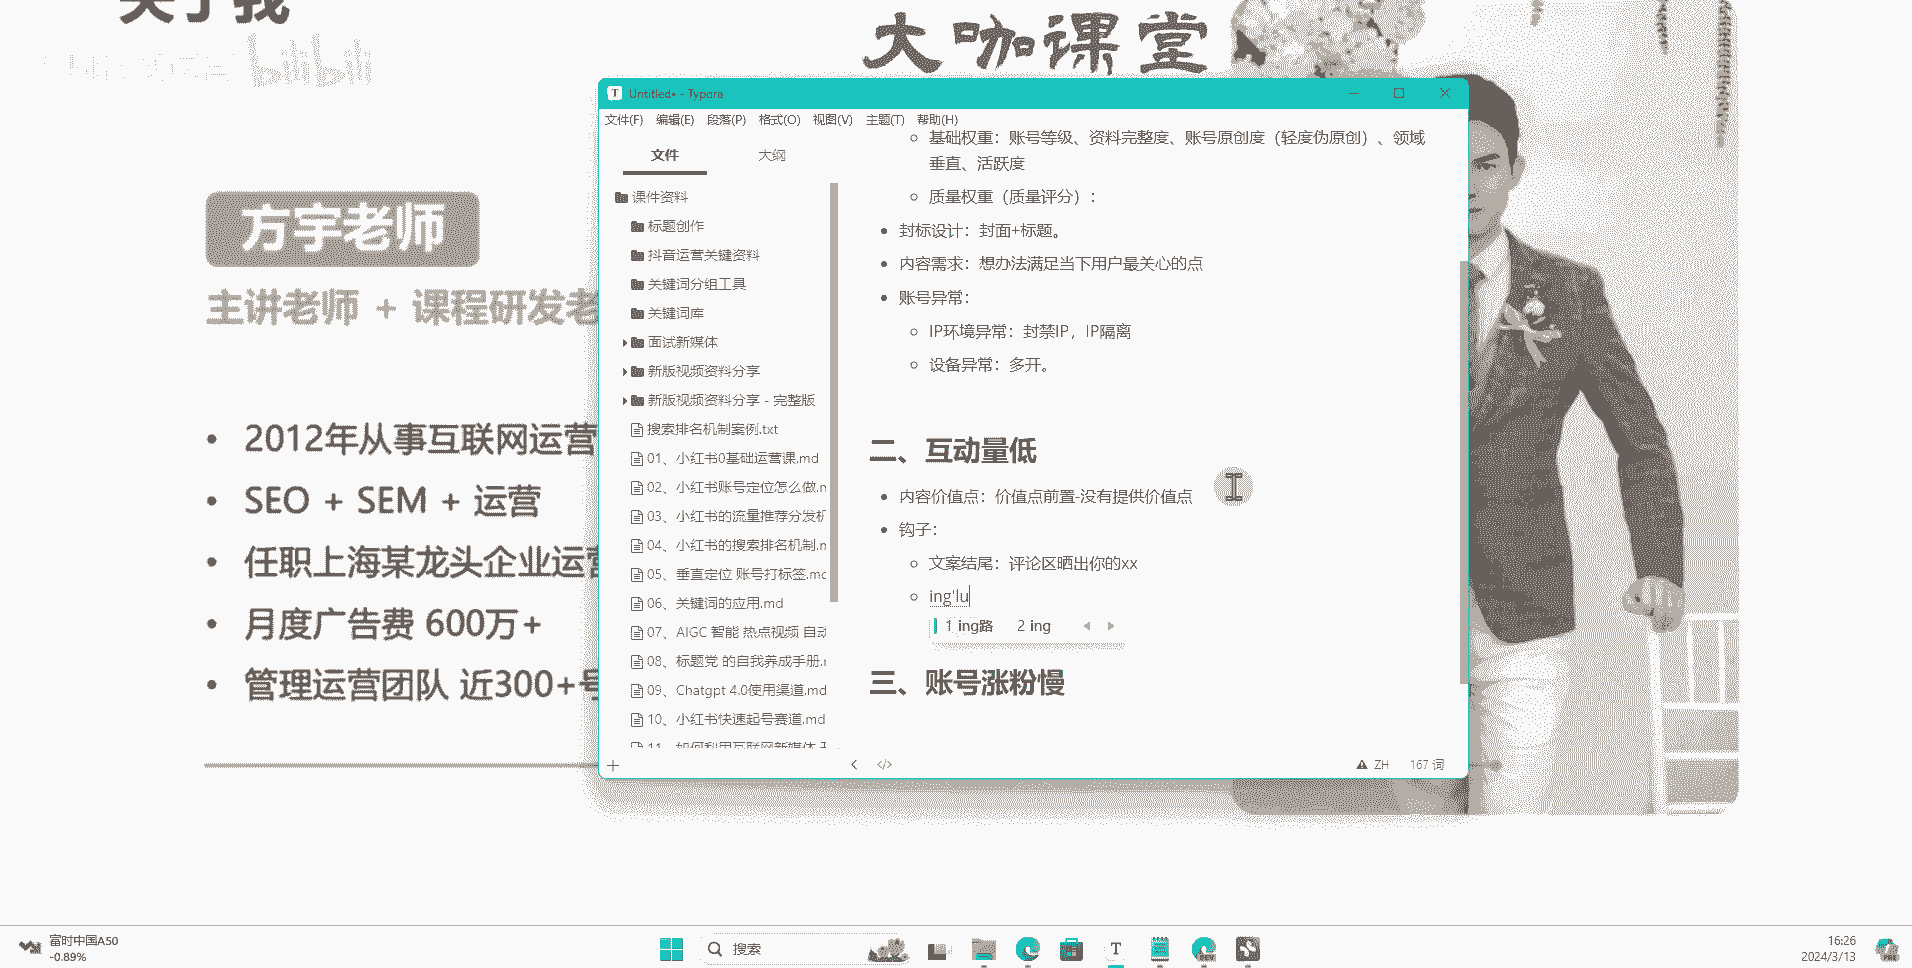 关于我
bilibili
大咖课堂
方宇老师
主讲老师 + 课程研发老
2012年从事互联网运营
SEO + SEM + 运营
任职上海某龙头企业运营
月度广告费 600万+
管理运营团队 近300+号
Untitled• - Typora
文件(F) 编辑(E) 段落(P) 格式(O) 视图(V) 主题(T) 帮助(H)
文件 大纲
课件资料
标题创作
抖音运营关键资料
关键词分组工具
关键词库
面试新媒体
新版视频资料分享
新版视频资料分享 - 完整版
搜索排名机制案例.txt
01、小红书0基础运营课.md
02、小红书账号定位怎么做.m
03、小红书的流量推荐分发机
04、小红书的搜索排名机制.m
05、垂直定位 账号打标签.md
06、关键词的应用.md
07、AIGC 智能 热点视频 自动
08、标题党 的自我养成手册.m
09、Chatgpt 4.0使用渠道.md
10、小红书快速起号赛道.md
11、如何利用互联网新媒体
基础权重：账号等级、资料完整度、账号原创度（轻度伪原创）、领域
垂直、活跃度
质量权重（质量评分）：
封标设计：封面+标题。
内容需求：想办法满足当下用户最关心的点
账号异常：
IP环境异常：封禁IP，IP隔离
设备异常：多开。
二、互动量低
内容价值点：价值点前置-没有提供价值点
钩子：
文案结尾：评论区晒出你的xx
ing'lu
1 ing路 2 ing
三、账号涨粉慢
ZH 167 词
富时中国A50
-0.89%
搜索
16:26
2024/3/13